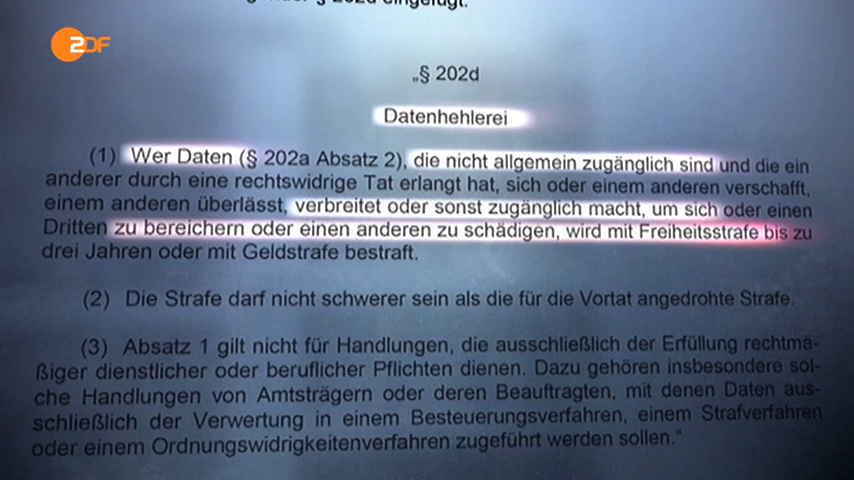 eingefügt.
ZDF
„§ 202d
Datenhehlerei
(1) Wer Daten (§ 202a Absatz 2), die nicht allgemein zugänglich sind und die ein
anderer durch eine rechtswidrige Tat erlangt hat, sich oder einem anderen verschafft,
einem anderen überlässt, verbreitet oder sonst zugänglich macht, um sich oder einen
Dritten zu bereichern oder einen anderen zu schädigen, wird mit Freiheitsstrafe bis zu
drei Jahren oder mit Geldstrafe bestraft.
(2) Die Strafe darf nicht schwerer sein als die für die Vortat angedrohte Strafe.
(3) Absatz 1 gilt nicht für Handlungen, die ausschließlich der Erfüllung rechtmä-
ßiger dienstlicher oder beruflicher Pflichten dienen. Dazu gehören insbesondere sol-
che Handlungen von Amtsträgern oder deren Beauftragten, mit denen Daten aus-
schließlich der Verwertung in einem Besteuerungsverfahren, einem Strafverfahren
oder einem Ordnungswidrigkeitenverfahren zugeführt werden sollen.“